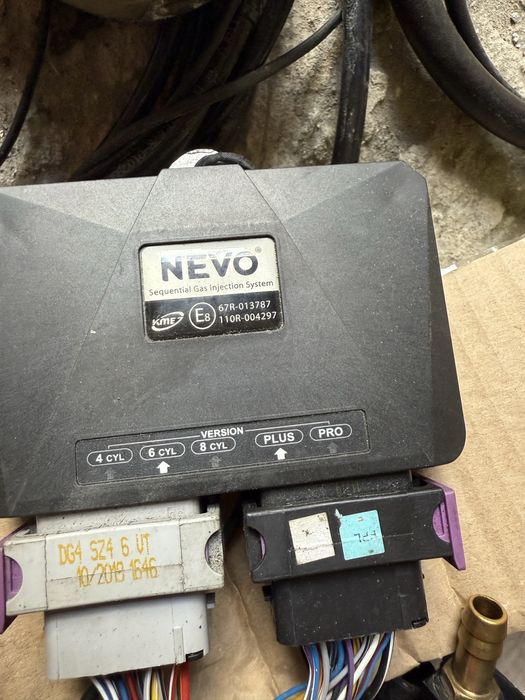 NEVO®
Sequential Gas Injection System
KME E8 67R-013787
110R-004297
VERSION
4 CYL 6 CYL 8 CYL PLUS PRO
DG4 SZ4 6 VT
10/2018 1646